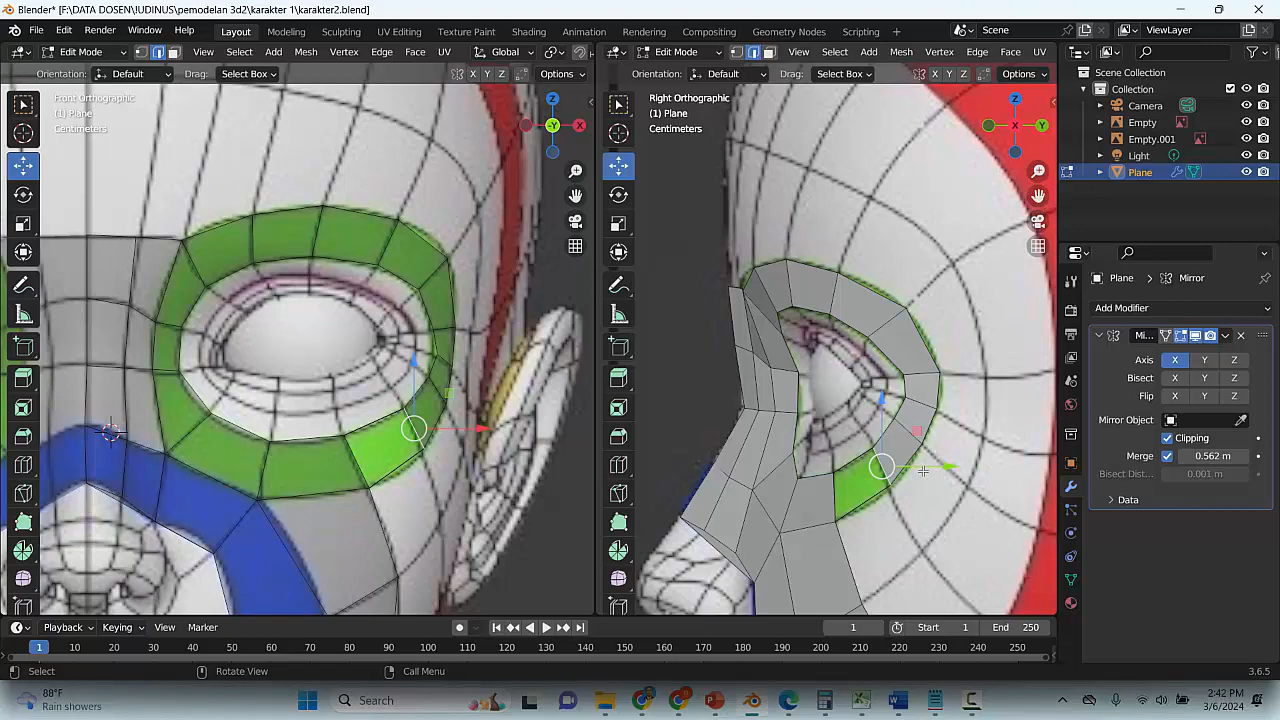 Blender* [F:\DATA DOSEN\!UDINUS\pemodelan 3d2\karakter 1\karakter2.blend]
File Edit Render Window Help Layout Modeling Sculpting UV Editing Texture Paint Shading Animation Rendering Compositing Geometry Nodes Scripting + Scene ViewLayer
Edit Mode View Select Add Mesh Vertex Edge Face UV Global Edit Mode View Select Add Mesh Vertex Edge Face UV
Orientation: Default Drag: Select Box X Y Z Options Orientation: Default Drag: Select Box X Y Z Options
Front Orthographic
(1) Plane
Centimeters
Z
X
-Y
Right Orthographic
(1) Plane
Centimeters
Z
X
Y
Scene Collection
Collection
Camera
Empty
Empty.001
Light
Plane
Plane > Mirror
Add Modifier
Mi...
Axis X Y Z
Bisect X Y Z
Flip X Y Z
Mirror Object
Clipping
Merge 0.562 m
Bisect Dist... 0.001 m
Data
Playback Keying View Marker 1 Start 1 End 250
1 10 20 30 40 50 60 70 80 90 100 110 120 130 140 150 160 170 180 190 200 210 220 230 240 250
Select Rotate View Call Menu 3.6.5
88°F
Rain showers
Search
2:42 PM
3/6/2024